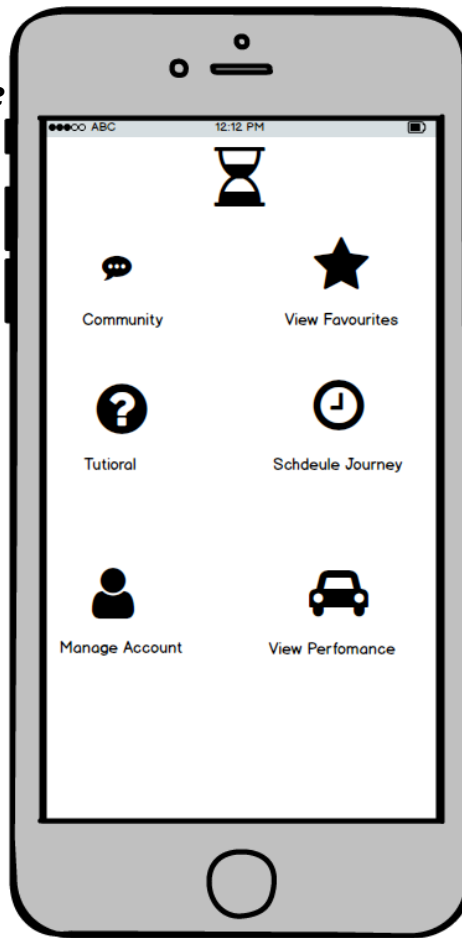 ABC 12:12 PM
Community View Favourites
Tutioral Schdeule Journey
Manage Account View Perfomance